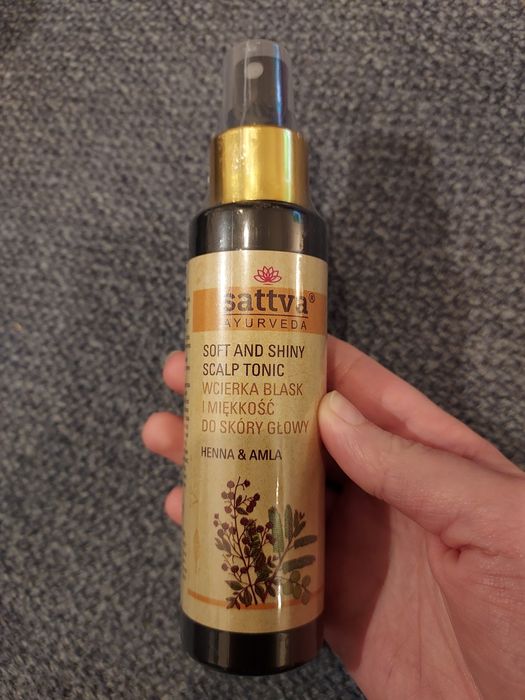 sattva®
AYURVEDA
SOFT AND SHINY
SCALP TONIC
WCIERKA BLASK
I MIĘKKOŚĆ
DO SKÓRY GŁOWY
HENNA & AMLA